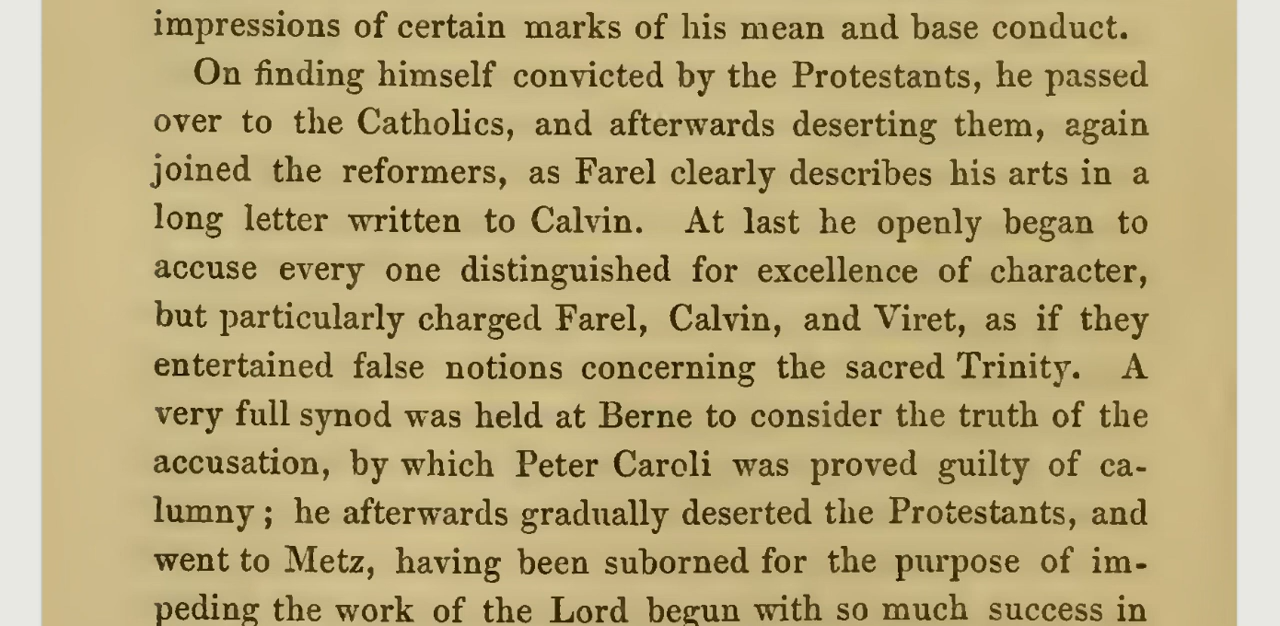 impressions of certain marks of his mean and base conduct.
On finding himself convicted by the Protestants, he passed
over to the Catholics, and afterwards deserting them, again
joined the reformers, as Farel clearly describes his arts in a
long letter written to Calvin. At last he openly began to
accuse every one distinguished for excellence of character,
but particularly charged Farel, Calvin, and Viret, as if they
entertained false notions concerning the sacred Trinity. A
very full synod was held at Berne to consider the truth of the
accusation, by which Peter Caroli was proved guilty of ca-
lumny ; he afterwards gradually deserted the Protestants, and
went to Metz, having been suborned for the purpose of im-
peding the work of the Lord begun with so much success in